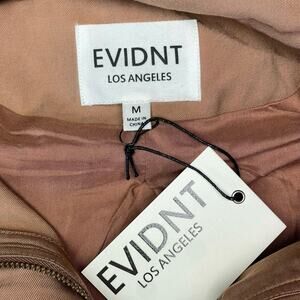 EVIDNT
LOS ANGELES
M
MADE IN
CHINA
EVIDNT
LOS ANGELES